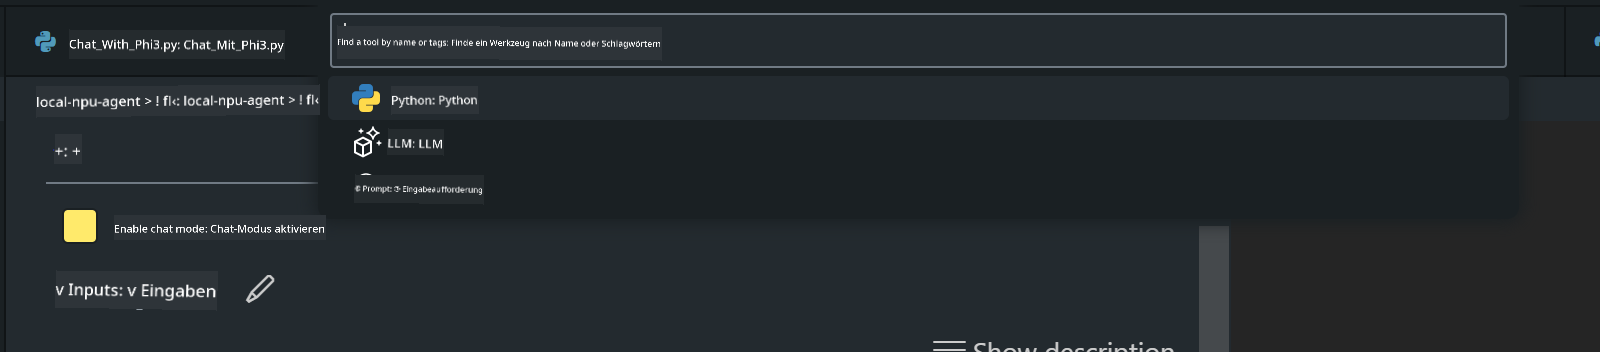 Chat_With_Phi3.py: Chat_Mit_Phi3.py
Find a tool by name or tags: Finde ein Werkzeug nach Name oder Schlagwörtern
local-npu-agent > ! fl‹: local-npu-agent > ! fl‹
Python: Python
+: +
LLM: LLM
Prompt: Eingabeaufforderung
Enable chat mode: Chat-Modus aktivieren
v Inputs: v Eingaben
Show description